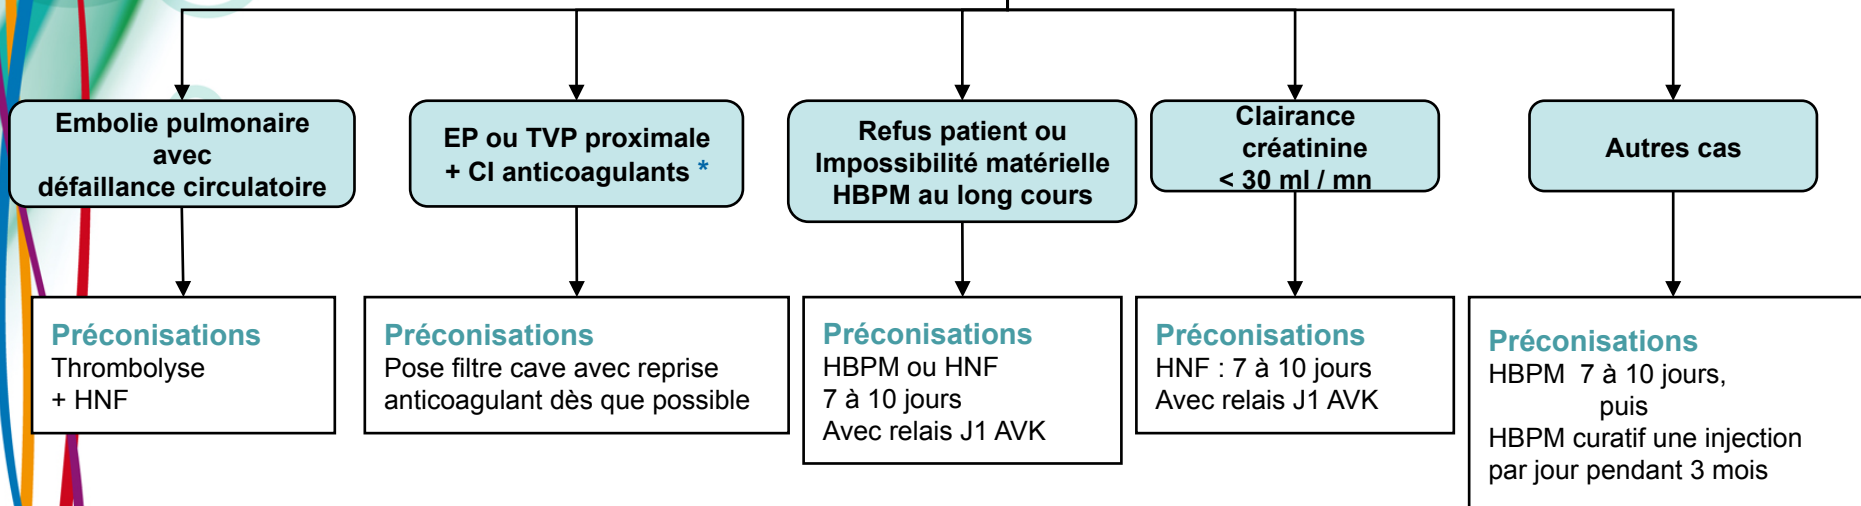 Embolie pulmonaire
avec
défaillance circulatoire
EP ou TVP proximale
+ CI anticoagulants *
Refus patient ou
Impossibilité matérielle
HBPM au long cours
Clairance
créatinine
< 30 ml / mn
Autres cas
Préconisations
Thrombolyse
+ HNF
Préconisations
Pose filtre cave avec reprise
anticoagulant dès que possible
Préconisations
HBPM ou HNF
7 à 10 jours
Avec relais J1 AVK
Préconisations
HNF : 7 à 10 jours
Avec relais J1 AVK
Préconisations
HBPM  7 à 10 jours,
puis
HBPM curatif une injection
par jour pendant 3 mois